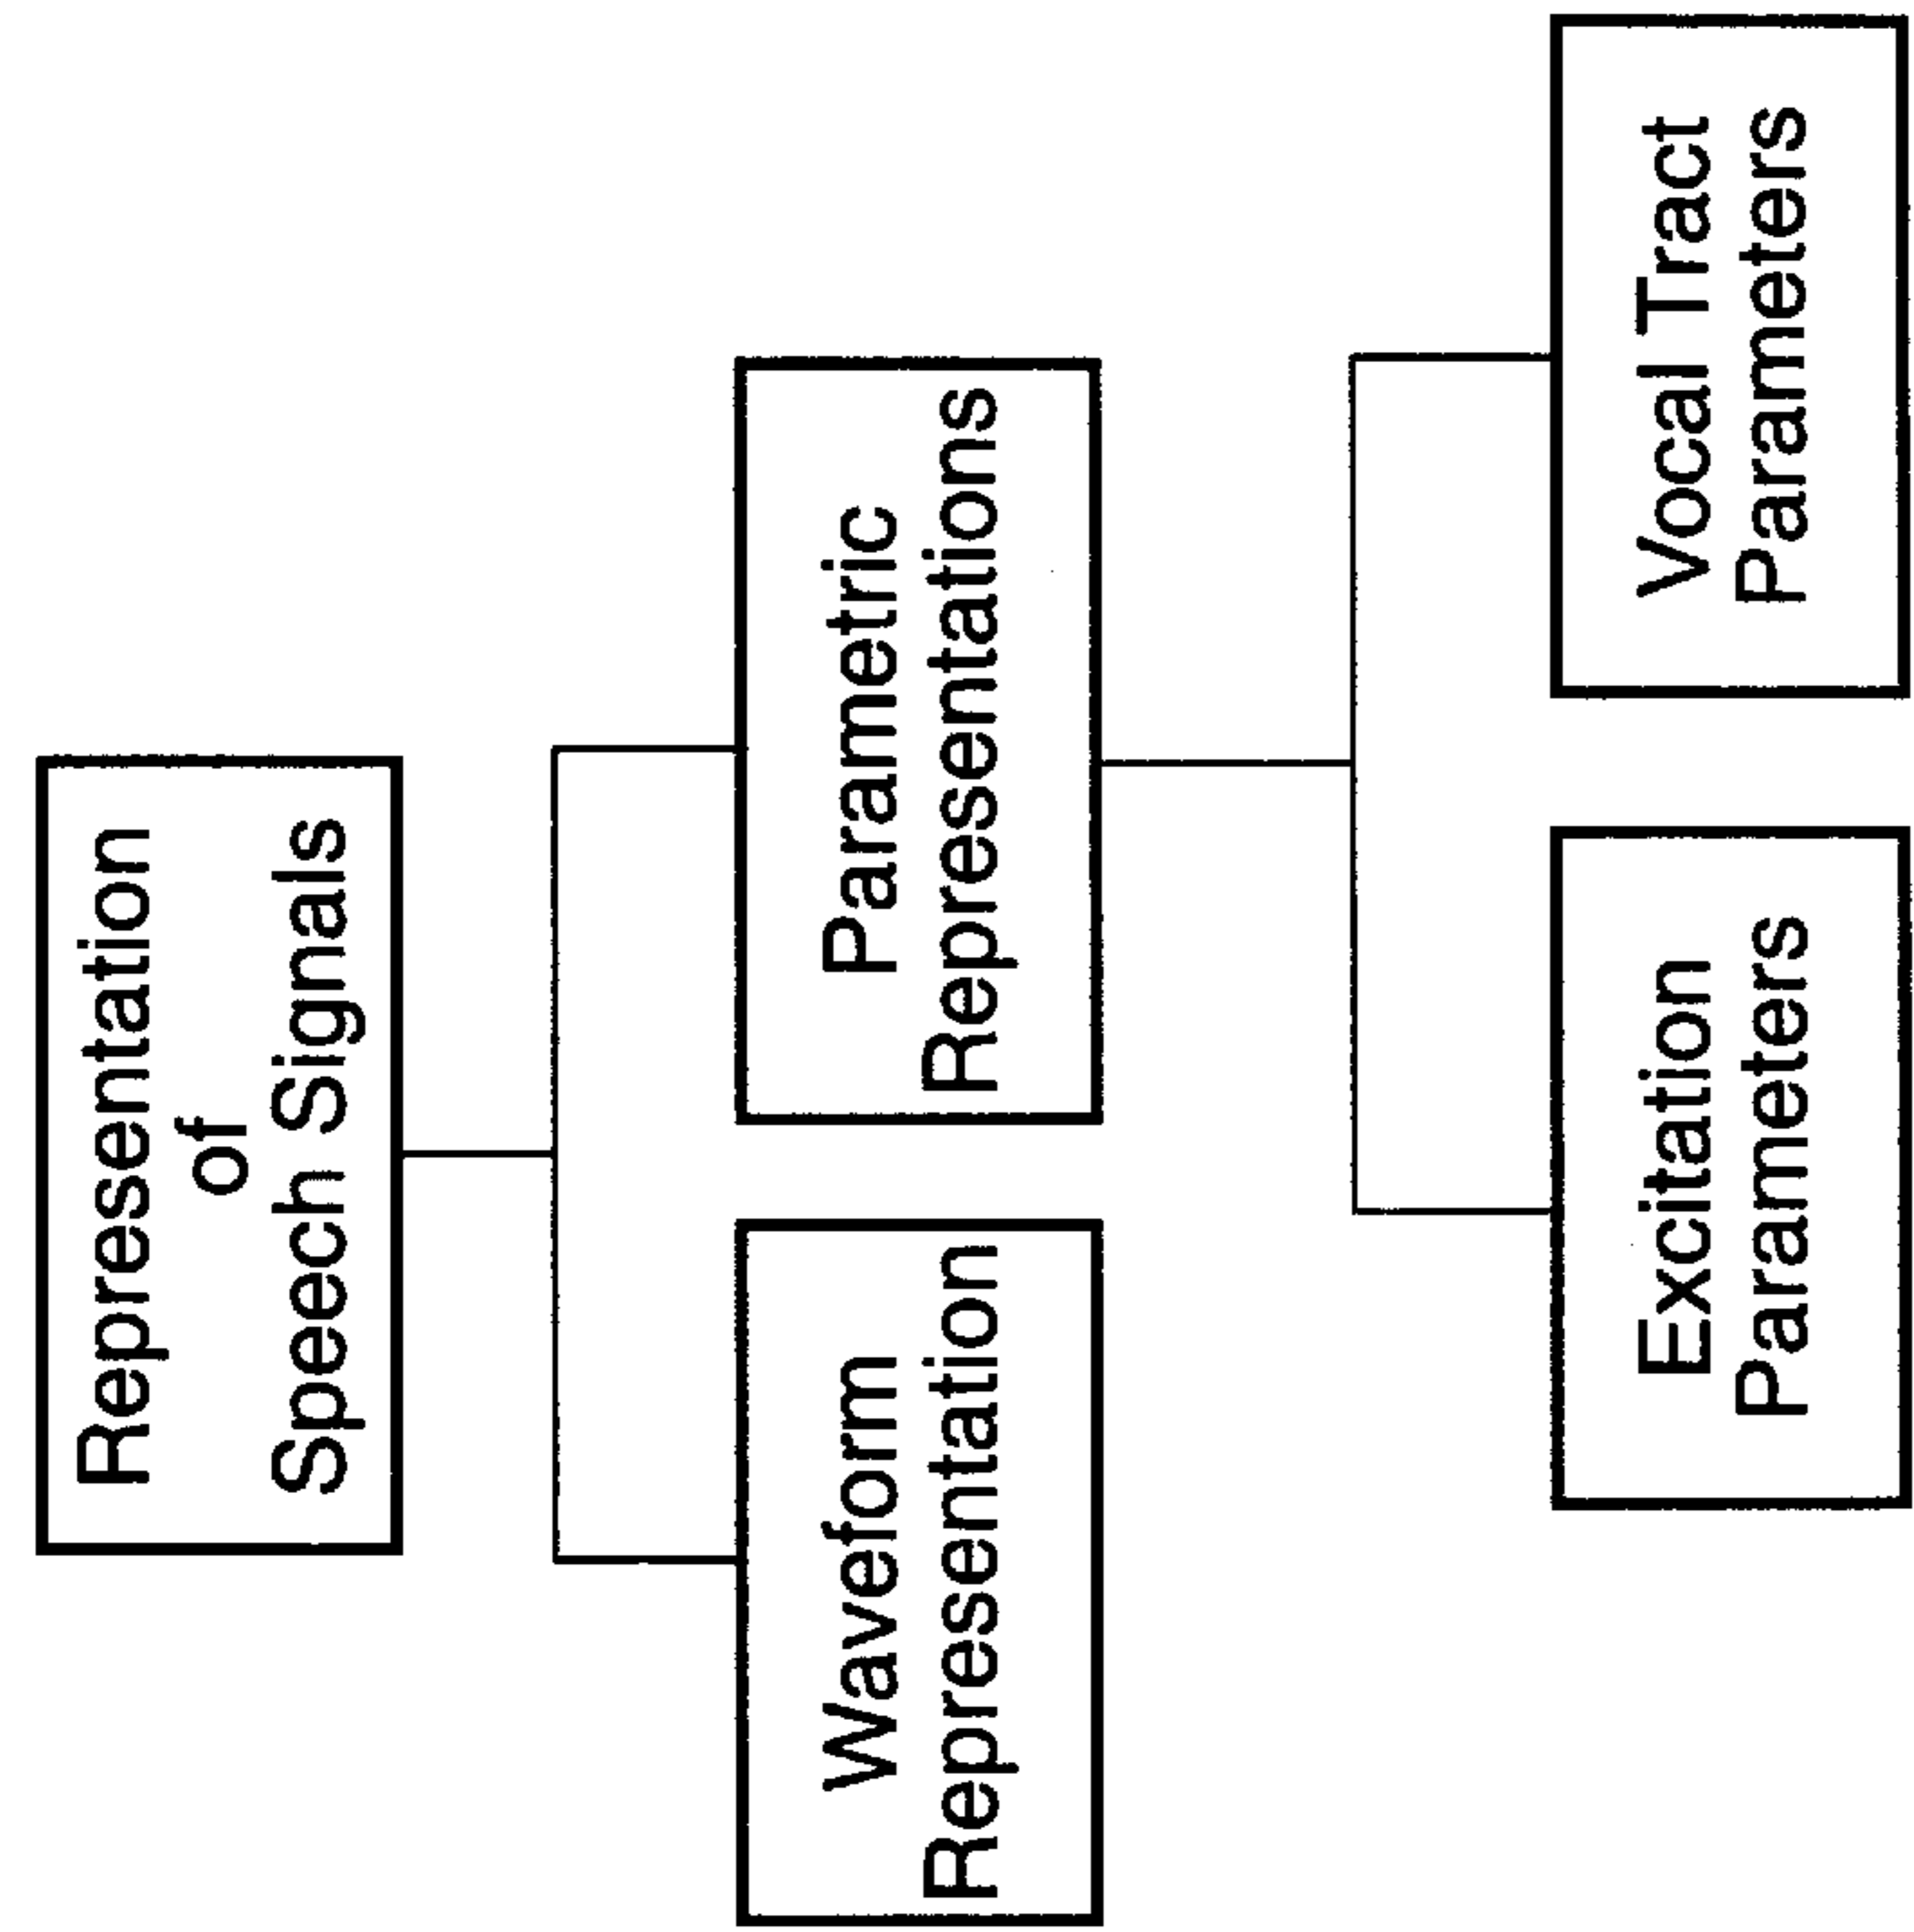 Representation
of
Speech Signals
Waveform
Representation
Parametric
Representations
Excitation
Parameters
Vocal Tract
Parameters